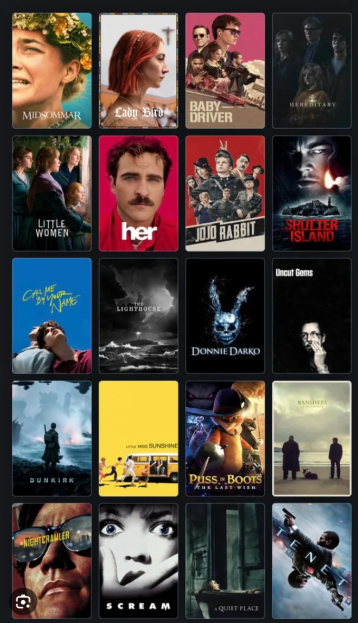 MIDSOMMAR
Lady Bird
BABY
DRIVER
HEREDITARY
LITTLE
WOMEN
her
JOJO RABBIT
SHUTTER
ISLAND
CALL ME
BY YOUR
NAME
THE
LIGHTHOUSE
DONNIE DARKO
Uncut Gems
DUNKIRK
LITTLE MISS SUNSHINE
PUSS IN BOOTS
THE LAST WISH
BANSHEES
NIGHTCRAWLER
SCREAM
A QUIET PLACE
TENET